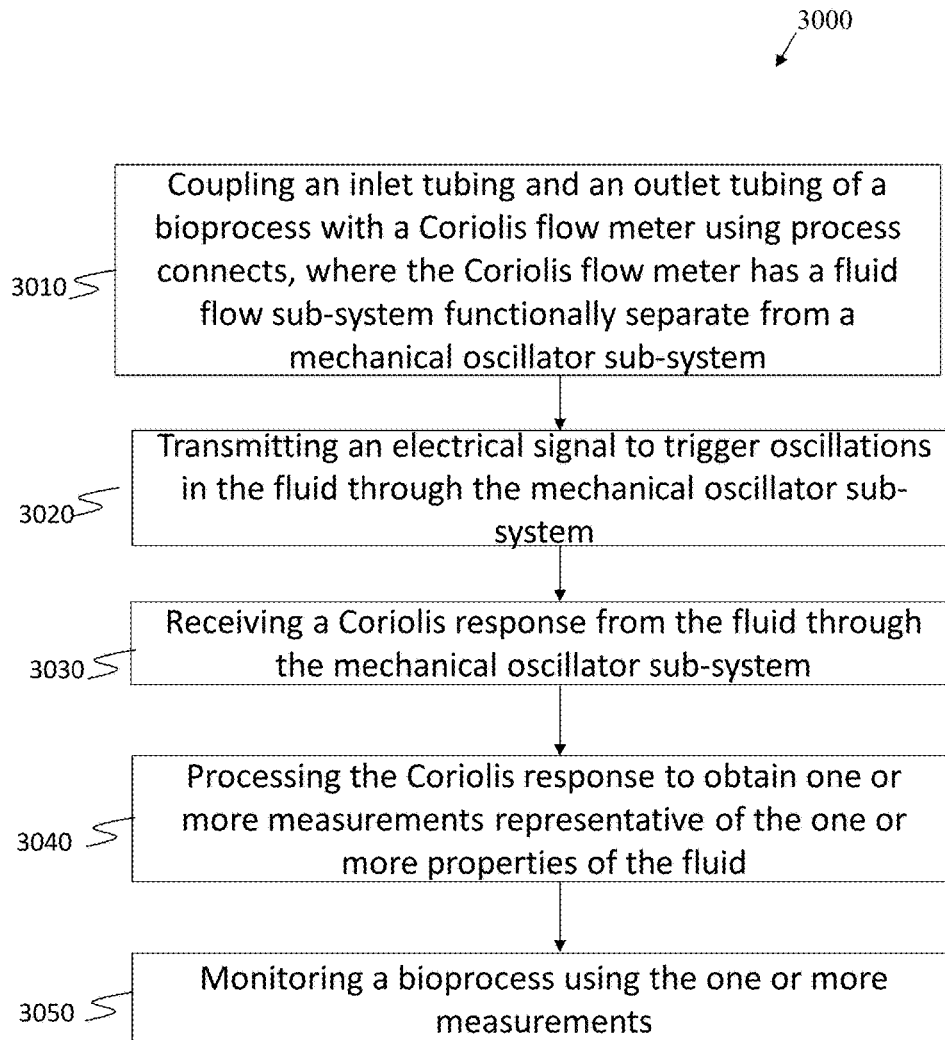 3000
Coupling an inlet tubing and an outlet tubing of a
bioprocess with a Coriolis flow meter using process
connects, where the Coriolis flow meter has a fluid
flow sub-system functionally separate from a
mechanical oscillator sub-system
3010
Transmitting an electrical signal to trigger oscillations
in the fluid through the mechanical oscillator sub-
system
3020
Receiving a Coriolis response from the fluid through
the mechanical oscillator sub-system
3030
Processing the Coriolis response to obtain one or
more measurements representative of the one or
more properties of the fluid
3040
Monitoring a bioprocess using the one or more
measurements
3050